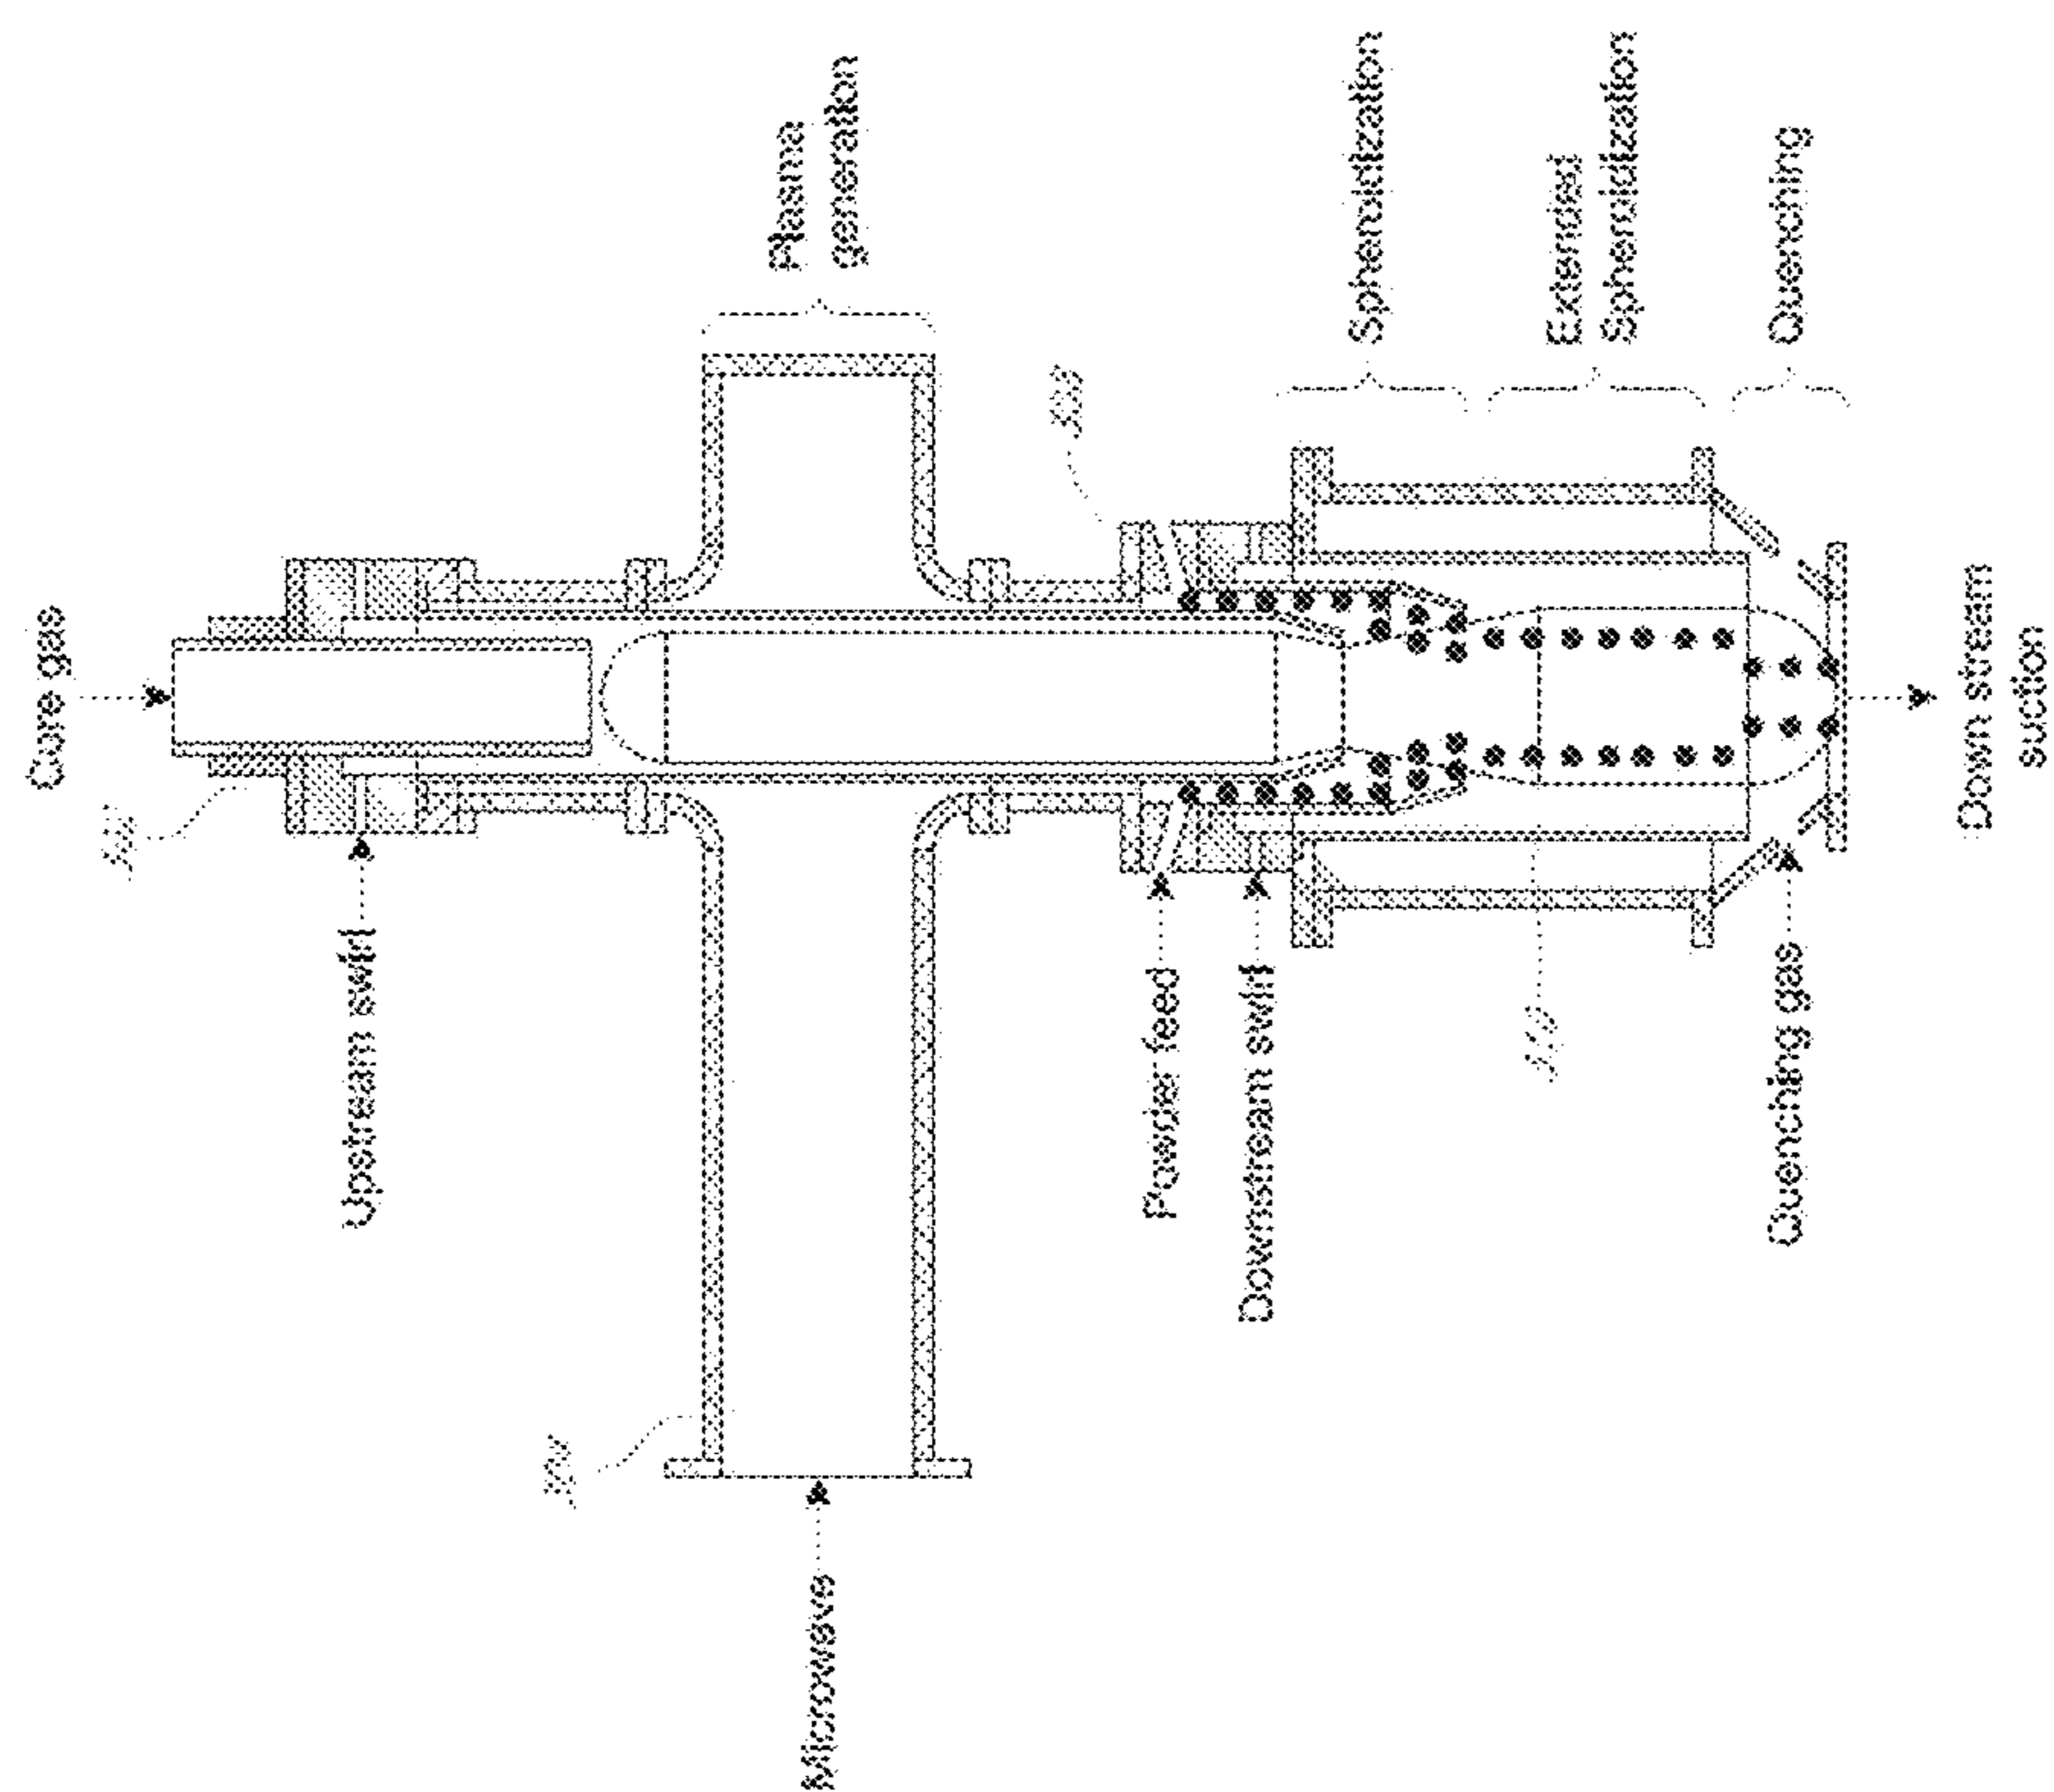 Core gas
Upstream swirl
Plasma
generation
Microwave
Powder feed
Downstream swirl
Spheroidization
Extended
Spheroidization
Quenching
Quenching gas
Down stream
suction